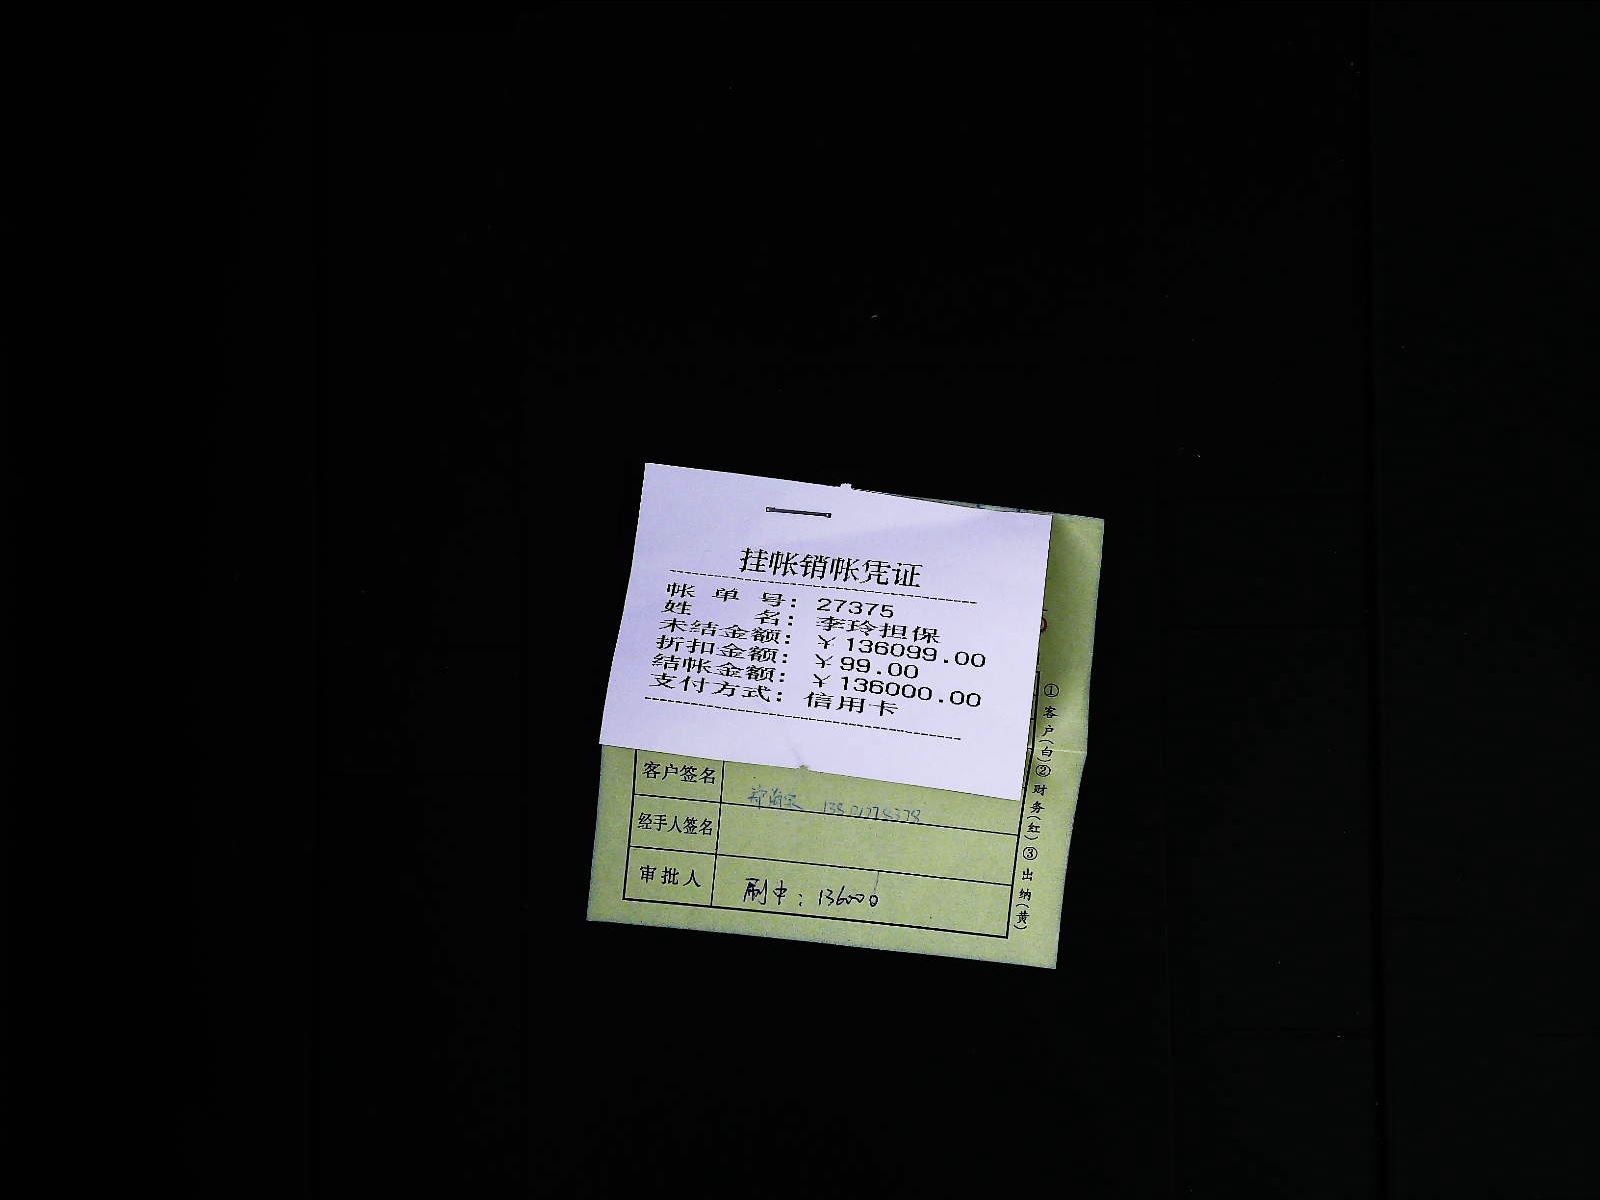 挂帐销帐凭证
帐单号：27375
姓名：李玲担保
未结金额：￥136099.00
折扣金额：￥99.00
结帐金额：￥136000.00
支付方式：信用卡
客户签名
经手人签名
审批人 刷卡：136000
①客户（白）②财务（红）③出纳（黄）